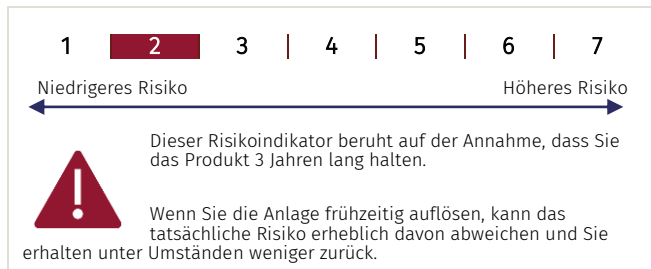 1 2 3 4 5 6 7
Niedrigeres Risiko Höheres Risiko
Dieser Risikoindikator beruht auf der Annahme, dass Sie
das Produkt 3 Jahren lang halten.
Wenn Sie die Anlage frühzeitig auflösen, kann das
tatsächliche Risiko erheblich davon abweichen und Sie
erhalten unter Umständen weniger zurück.